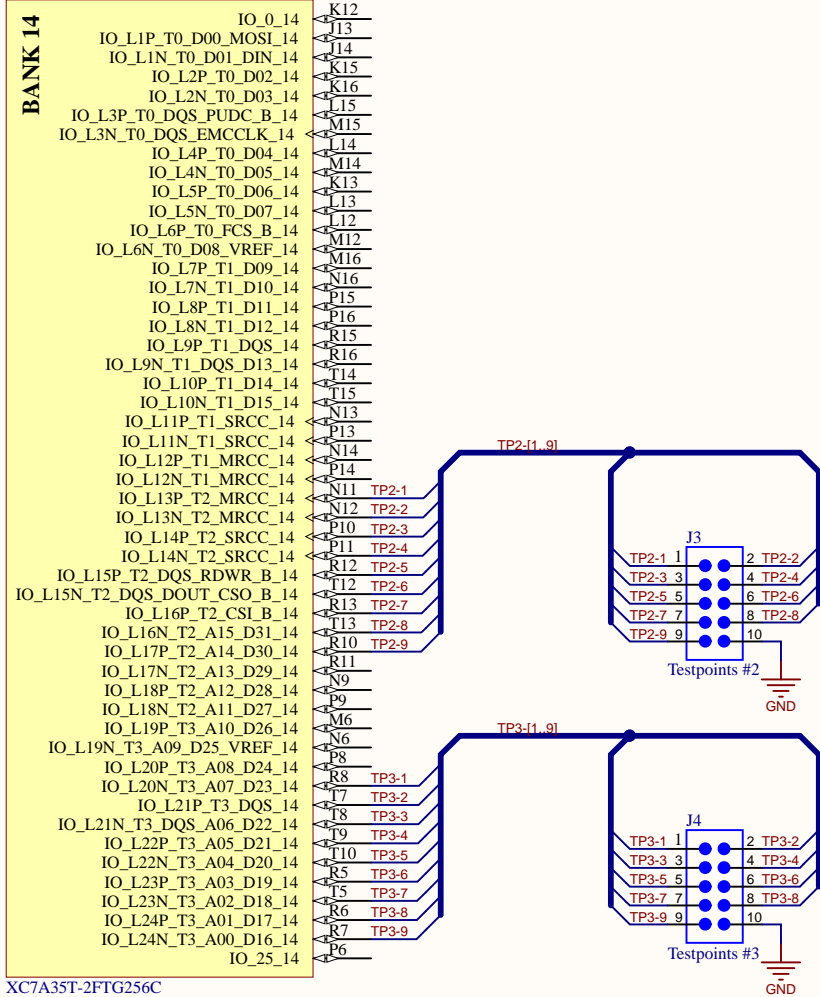 BANK 14
IO_0_14 K12
IO_L1P_T0_D00_MOSI_14 J13
IO_L1N_T0_D01_DIN_14 J14
IO_L2P_T0_D02_14 K15
IO_L2N_T0_D03_14 K16
IO_L3P_T0_DQS_PUDC_B_14 L15
IO_L3N_T0_DQS_EMCCLK_14 M15
IO_L4P_T0_D04_14 L14
IO_L4N_T0_D05_14 M14
IO_L5P_T0_D06_14 K13
IO_L5N_T0_D07_14 L13
IO_L6P_T0_FCS_B_14 L12
IO_L6N_T0_D08_VREF_14 M12
IO_L7P_T1_D09_14 M16
IO_L7N_T1_D10_14 N16
IO_L8P_T1_D11_14 P15
IO_L8N_T1_D12_14 P16
IO_L9P_T1_DQS_14 R15
IO_L9N_T1_DQS_D13_14 R16
IO_L10P_T1_D14_14 T14
IO_L10N_T1_D15_14 T15
IO_L11P_T1_SRCC_14 N13
IO_L11N_T1_SRCC_14 P13
IO_L12P_T1_MRCC_14 N14
IO_L12N_T1_MRCC_14 P14
IO_L13P_T2_MRCC_14 N11 TP2-1
IO_L13N_T2_MRCC_14 N12 TP2-2
IO_L14P_T2_SRCC_14 P10 TP2-3
IO_L14N_T2_SRCC_14 P11 TP2-4
IO_L15P_T2_DQS_RDWR_B_14 R12 TP2-5
IO_L15N_T2_DQS_DOUT_CSO_B_14 T12 TP2-6
IO_L16P_T2_CSI_B_14 R13 TP2-7
IO_L16N_T2_A15_D31_14 T13 TP2-8
IO_L17P_T2_A14_D30_14 R10 TP2-9
IO_L17N_T2_A13_D29_14 R11
IO_L18P_T2_A12_D28_14 N9
IO_L18N_T2_A11_D27_14 P9
IO_L19P_T3_A10_D26_14 M6
IO_L19N_T3_A09_D25_VREF_14 N6
IO_L20P_T3_A08_D24_14 P8
IO_L20N_T3_A07_D23_14 R8 TP3-1
IO_L21P_T3_DQS_14 T7 TP3-2
IO_L21N_T3_DQS_A06_D22_14 T8 TP3-3
IO_L22P_T3_A05_D21_14 T9 TP3-4
IO_L22N_T3_A04_D20_14 T10 TP3-5
IO_L23P_T3_A03_D19_14 R5 TP3-6
IO_L23N_T3_A02_D18_14 T5 TP3-7
IO_L24P_T3_A01_D17_14 R6 TP3-8
IO_L24N_T3_A00_D16_14 R7 TP3-9
IO_25_14 P6
XC7A35T-2FTG256C
TP2-[1..9]
J3
TP2-1 1 2 TP2-2
TP2-3 3 4 TP2-4
TP2-5 5 6 TP2-6
TP2-7 7 8 TP2-8
TP2-9 9 10
Testpoints #2
GND
TP3-[1..9]
J4
TP3-1 1 2 TP3-2
TP3-3 3 4 TP3-4
TP3-5 5 6 TP3-6
TP3-7 7 8 TP3-8
TP3-9 9 10
Testpoints #3
GND